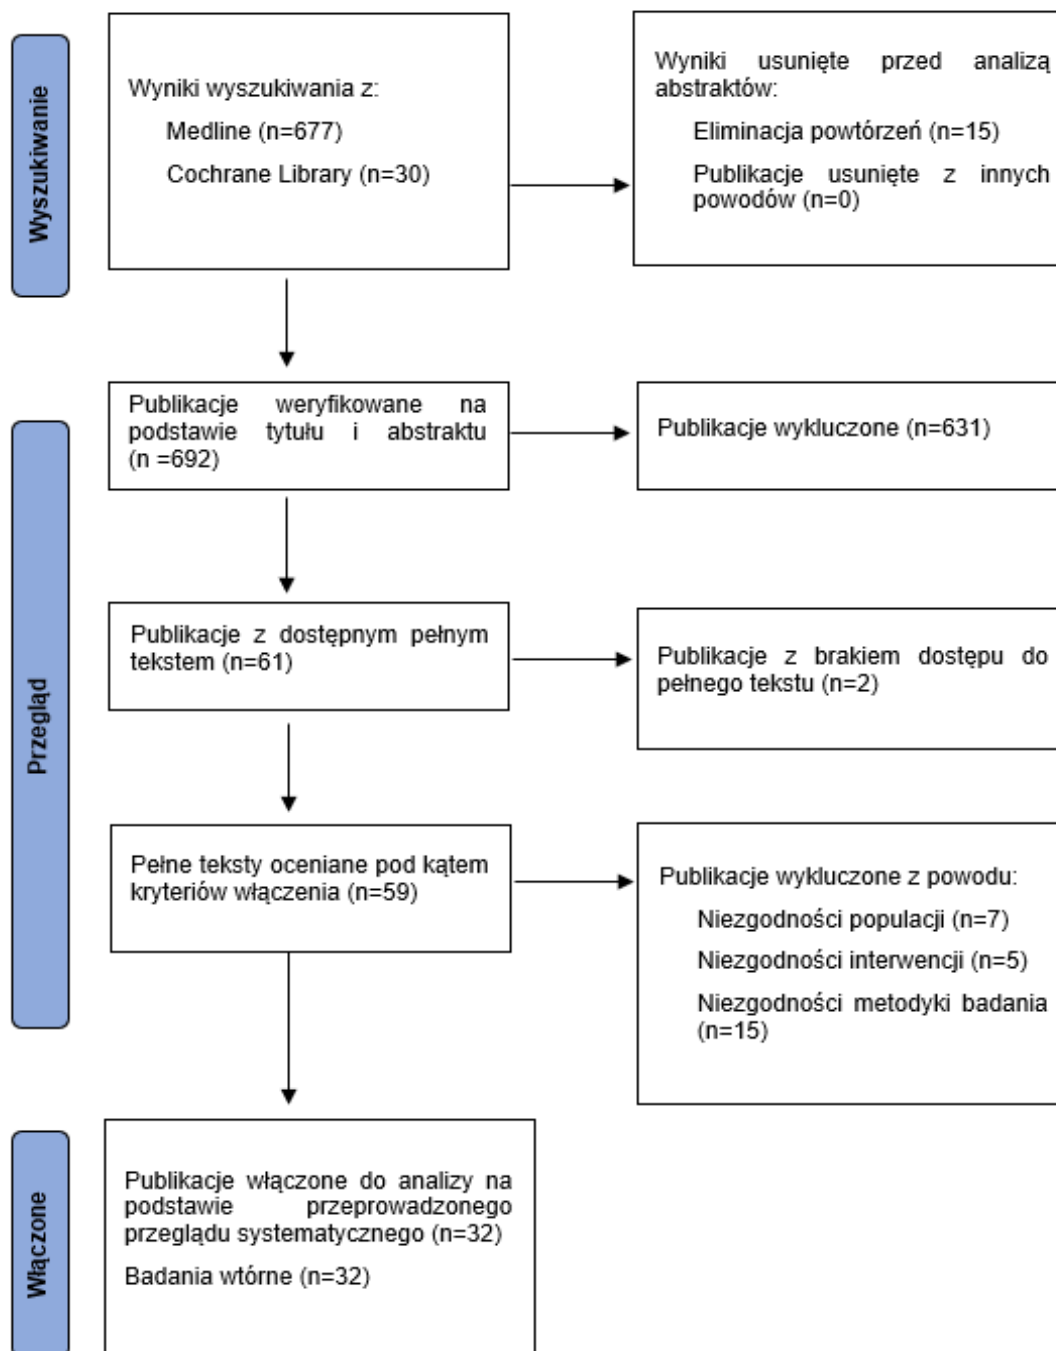 Wyszukiwanie
Wyniki wyszukiwania z:
Medline (n=677)
Cochrane Library (n=30)
Wyniki usunięte przed analizą
abstraktów:
Eliminacja powtórzeń (n=15)
Publikacje usunięte z innych
powodów (n=0)
Przegląd
Publikacje weryfikowane na
podstawie tytułu i abstraktu
(n =692)
Publikacje wykluczone (n=631)
Publikacje z dostępnym pełnym
tekstem (n=61)
Publikacje z brakiem dostępu do
pełnego tekstu (n=2)
Pełne teksty oceniane pod kątem
kryteriów włączenia (n=59)
Publikacje wykluczone z powodu:
Niezgodności populacji (n=7)
Niezgodności interwencji (n=5)
Niezgodności metodyki badania
(n=15)
Włączone
Publikacje włączone do analizy na
podstawie przeprowadzonego
przeglądu systematycznego (n=32)
Badania wtórne (n=32)